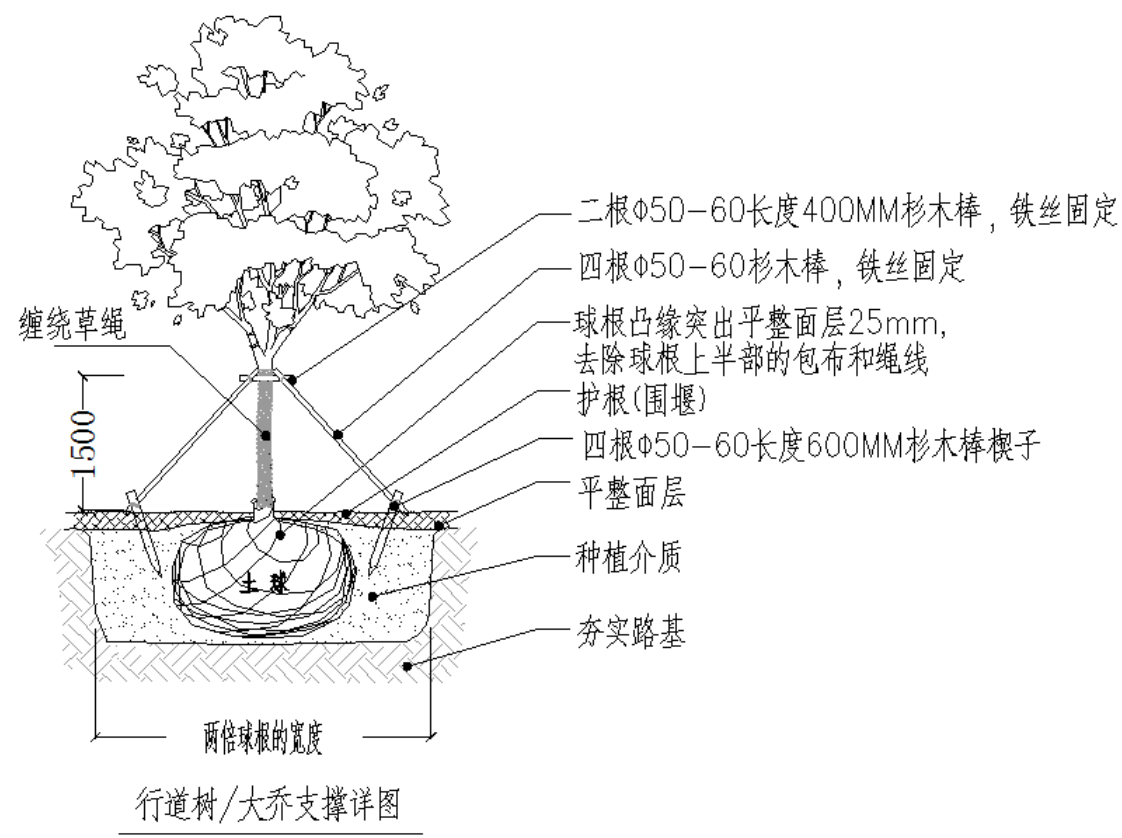 二根Φ50-60长度400MM杉木棒，铁丝固定
四根Φ50-60杉木棒，铁丝固定
缠绕草绳
球根凸缘突出平整面层25mm，
去除球根上半部的包布和绳线
护根(围堰)
1500
四根Φ50-60长度600MM杉木棒楔子
平整面层
种植介质
土球
夯实路基
两倍球根的宽度
行道树/大乔支撑详图